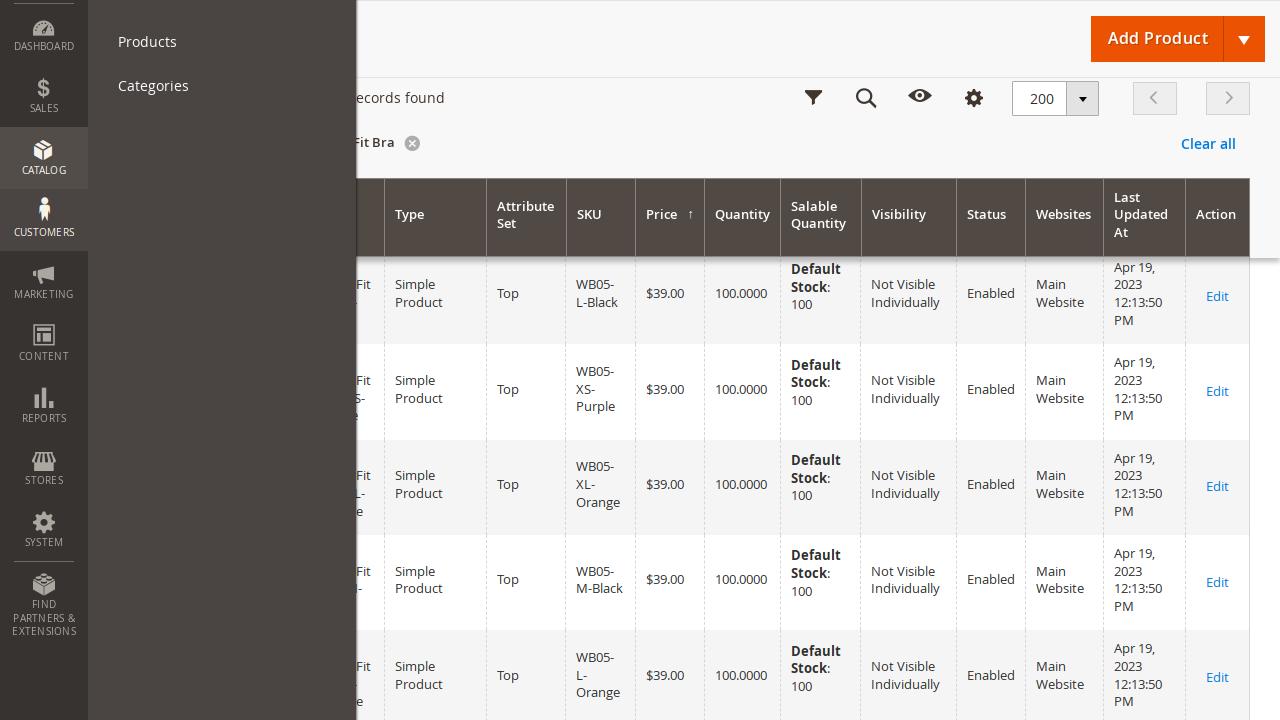 DASHBOARD
SALES
CATALOG
CUSTOMERS
MARKETING
CONTENT
REPORTS
STORES
SYSTEM
FIND
PARTNERS &
EXTENSIONS
Products
Categories
Add Product
ecords found
200
Fit Bra
Clear all
Type
Attribute
Set
SKU
Price ↑
Quantity
Salable
Quantity
Visibility
Status
Websites
Last
Updated
At
Action
Fit
Simple
Product
Top
WB05-
L-Black
$39.00
100.0000
Default
Stock:
100
Not Visible
Individually
Enabled
Main
Website
Apr 19,
2023
12:13:50
PM
Edit
Fit
S-
e
Simple
Product
Top
WB05-
XS-
Purple
$39.00
100.0000
Default
Stock:
100
Not Visible
Individually
Enabled
Main
Website
Apr 19,
2023
12:13:50
PM
Edit
Fit
L-
e
Simple
Product
Top
WB05-
XL-
Orange
$39.00
100.0000
Default
Stock:
100
Not Visible
Individually
Enabled
Main
Website
Apr 19,
2023
12:13:50
PM
Edit
Fit
Simple
Product
Top
WB05-
M-Black
$39.00
100.0000
Default
Stock:
100
Not Visible
Individually
Enabled
Main
Website
Apr 19,
2023
12:13:50
PM
Edit
Fit
e
Simple
Product
Top
WB05-
L-
Orange
$39.00
100.0000
Default
Stock:
100
Not Visible
Individually
Enabled
Main
Website
Apr 19,
2023
12:13:50
PM
Edit